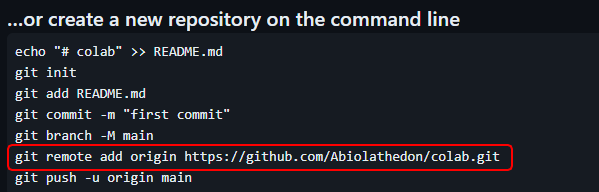 ...or create a new repository on the command line
echo "# colab" >> README.md
git init
git add README.md
git commit -m "first commit"
git branch -M main
git remote add origin https://github.com/Abiolathedon/colab.git
git push -u origin main